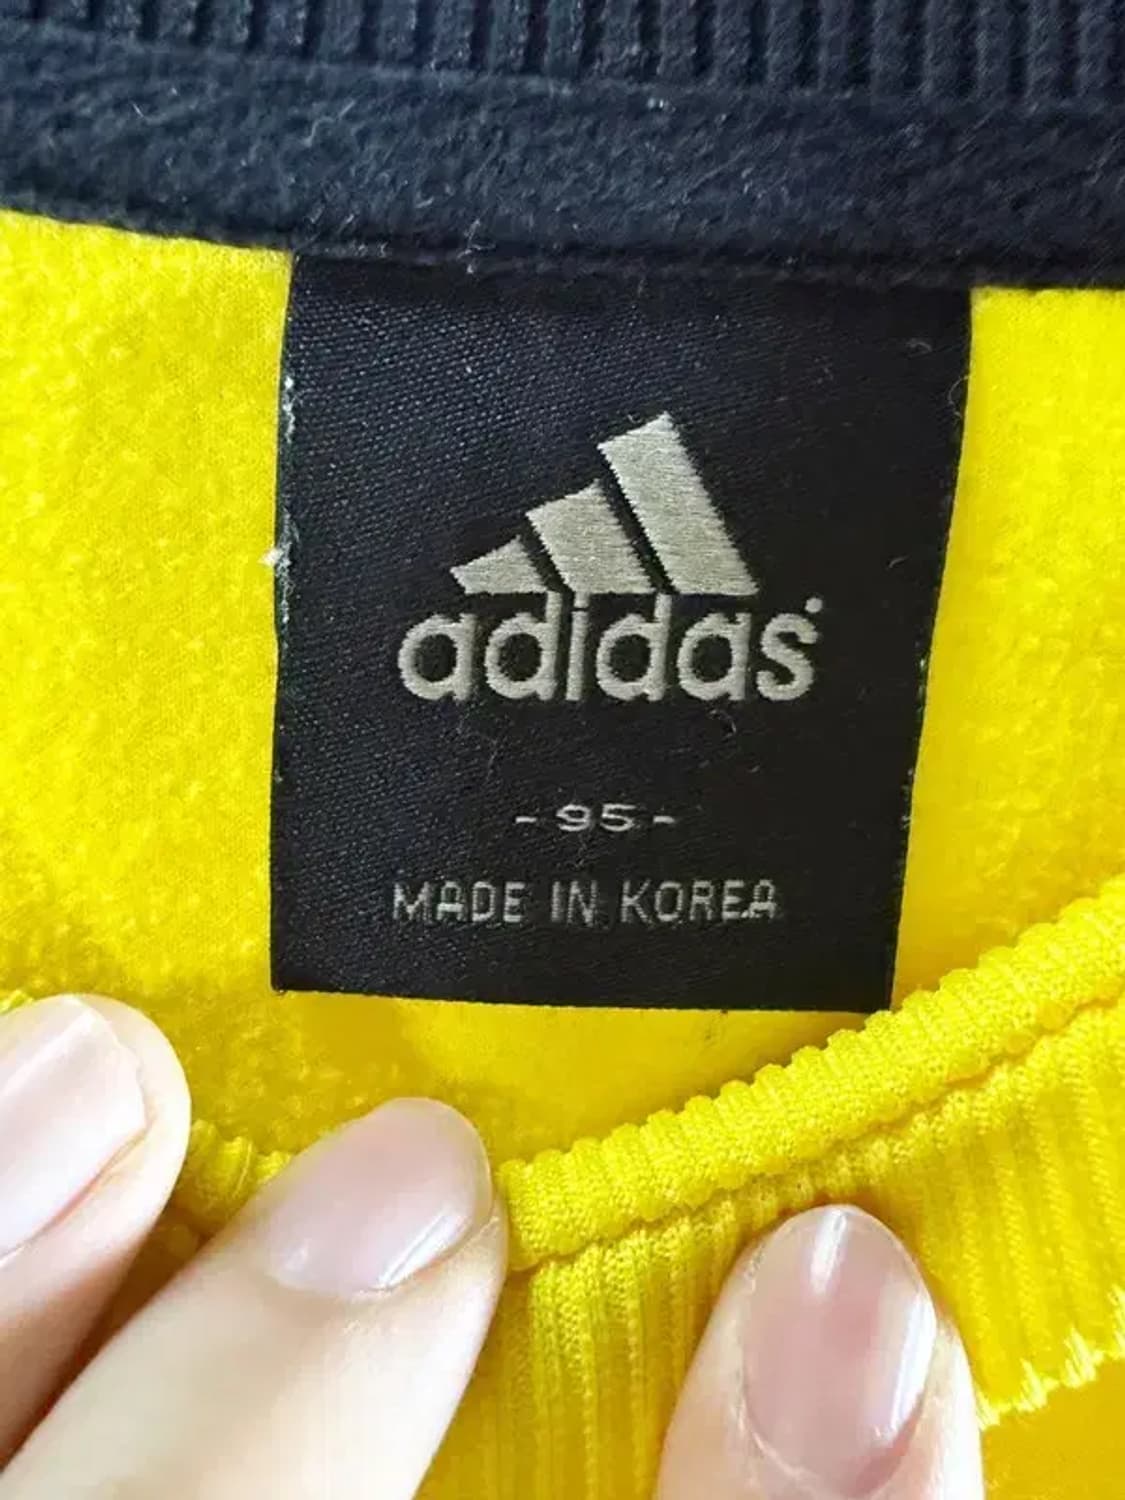 adidas
- 95 -
MADE IN KOREA